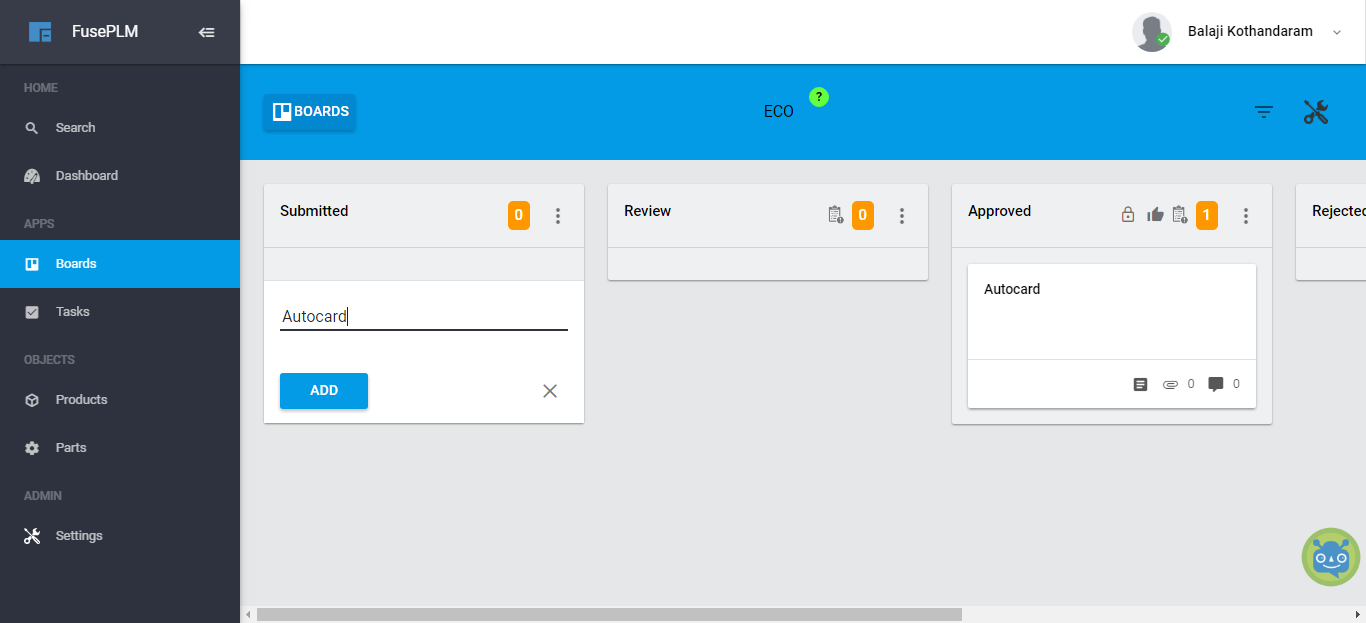 FusePLM
Balaji Kothandaram
HOME
Search
Dashboard
APPS
Boards
Tasks
OBJECTS
Products
Parts
ADMIN
Settings
BOARDS
ECO
?
Submitted
0
Autocard
ADD
Review
0
Approved
1
Autocard
0
0
Rejected